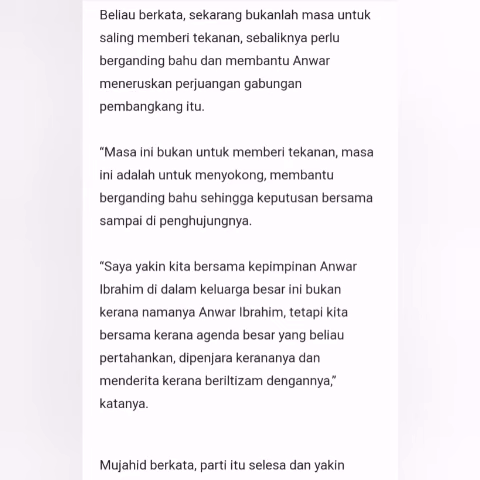 Beliau berkata, sekarang bukanlah masa untuk
saling memberi tekanan, sebaliknya perlu
berganding bahu dan membantu Anwar
meneruskan perjuangan gabungan
pembangkang itu.
“Masa ini bukan untuk memberi tekanan, masa
ini adalah untuk menyokong, membantu
berganding bahu sehingga keputusan bersama
sampai di penghujungnya.
“Saya yakin kita bersama kepimpinan Anwar
Ibrahim di dalam keluarga besar ini bukan
kerana namanya Anwar Ibrahim, tetapi kita
bersama kerana agenda besar yang beliau
pertahankan, dipenjara kerananya dan
menderita kerana beriltizam dengannya,”
katanya.
Mujahid berkata, parti itu selesa dan yakin